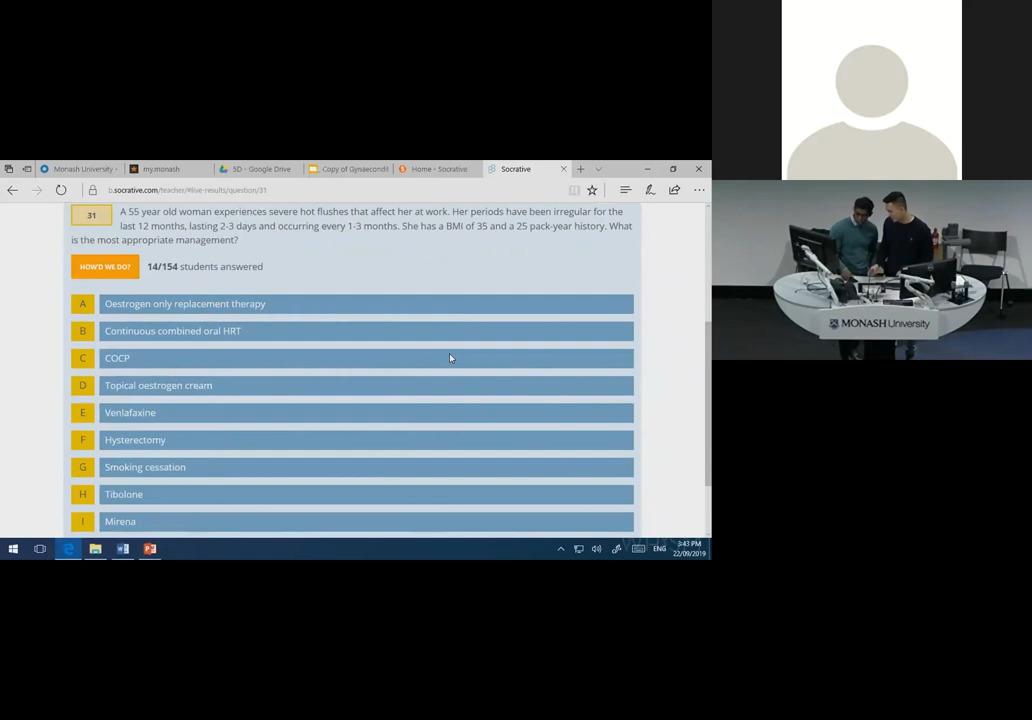 Monash University -
my.monash
5D - Google Drive
Copy of Gynaecondit
Home - Socrative
Socrative
b.socrative.com/teacher/#live-results/question/31
31
A 55 year old woman experiences severe hot flushes that affect her at work. Her periods have been irregular for the
last 12 months, lasting 2-3 days and occurring every 1-3 months. She has a BMI of 35 and a 25 pack-year history. What
is the most appropriate management?
HOW'D WE DO?
14/154 students answered
A Oestrogen only replacement therapy
B Continuous combined oral HRT
C COCP
D Topical oestrogen cream
E Venlafaxine
F Hysterectomy
G Smoking cessation
H Tibolone
I Mirena
ENG
3:43 PM
22/09/2019
MONASH University